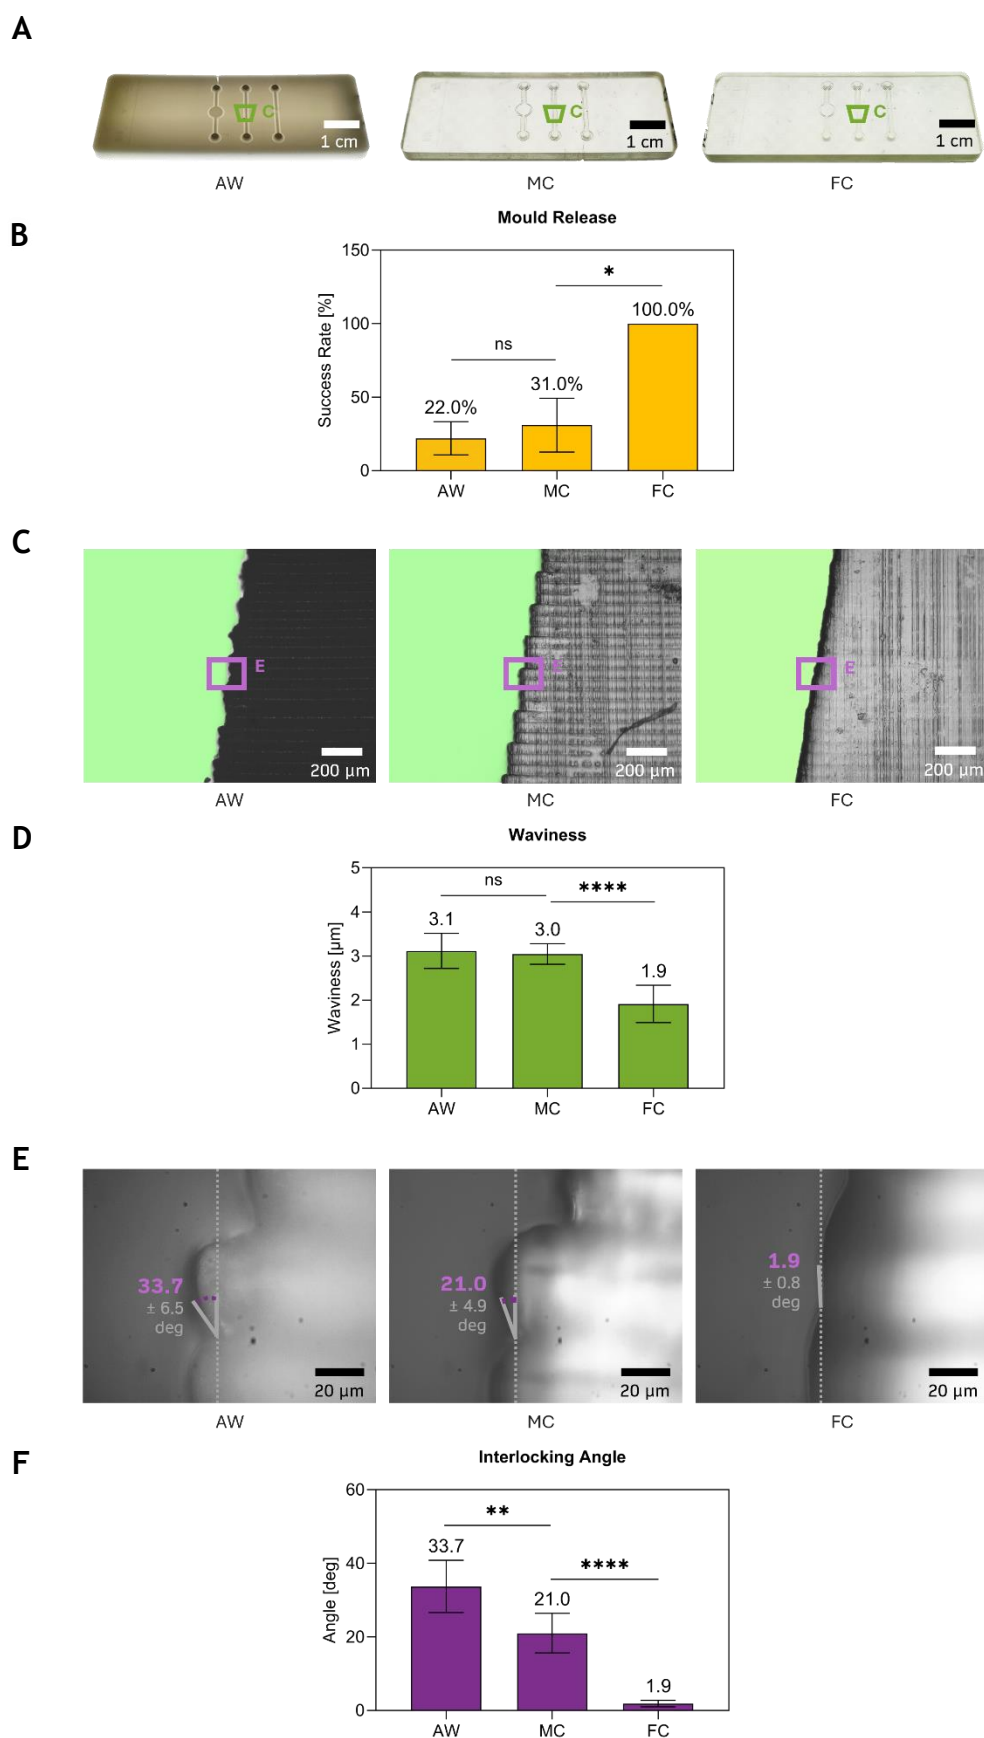 A
C
C
C
1 cm
1 cm
1 cm
AW
MC
FC
B
Mould Release
Success Rate [%]
150
100
50
0
ns
*
22.0%
31.0%
100.0%
AW
MC
FC
C
E
E
E
200 µm
200 µm
200 µm
AW
MC
FC
D
Waviness
Waviness [µm]
5
4
3
2
1
0
ns
****
3.1
3.0
1.9
AW
MC
FC
E
33.7
± 6.5
deg
21.0
± 4.9
deg
1.9
± 0.8
deg
20 µm
20 µm
20 µm
AW
MC
FC
F
Interlocking Angle
Angle [deg]
60
40
20
0
**
****
33.7
21.0
1.9
AW
MC
FC